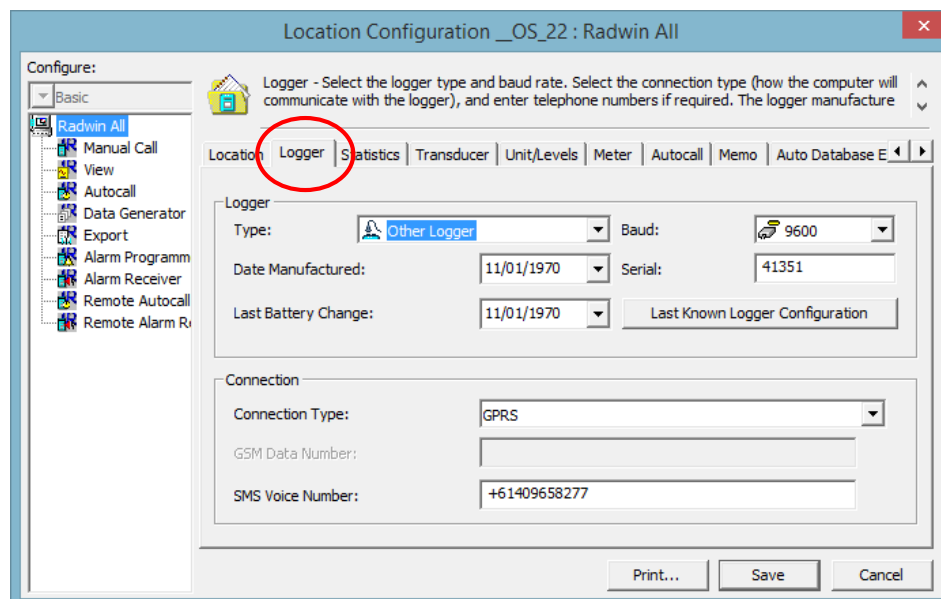 Location Configuration __OS_22 : Radwin All
Configure:
Basic
Radwin All
Manual Call
View
Autocall
Data Generator
Export
Alarm Programm
Alarm Receiver
Remote Autocall
Remote Alarm R
Logger - Select the logger type and baud rate. Select the connection type (how the computer will
communicate with the logger), and enter telephone numbers if required. The logger manufacture
Location Logger Statistics Transducer Unit/Levels Meter Autocall Memo Auto Database E
Logger
Type: Other Logger Baud: 9600
Date Manufactured: 11/01/1970 Serial: 41351
Last Battery Change: 11/01/1970 Last Known Logger Configuration
Connection
Connection Type: GPRS
GSM Data Number:
SMS Voice Number: +61409658277
Print... Save Cancel